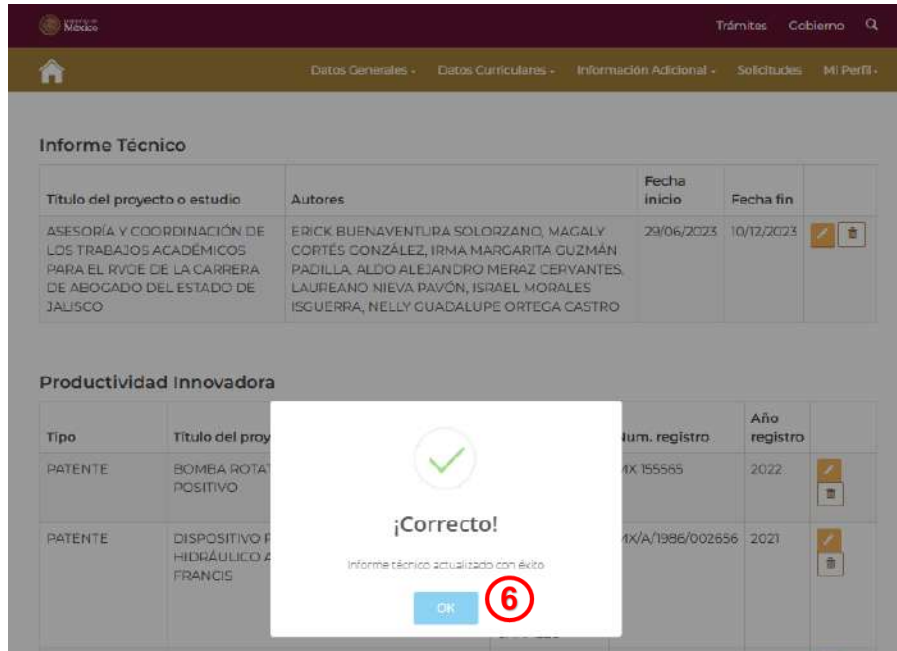 México
Trámites Gobierno
Datos Generales Datos Curriculares Información Adicional Solicitudes Mi Perfil
Informe Técnico
Título del proyecto o estudio Autores Fecha inicio Fecha fin
ASESORÍA Y COORDINACIÓN DE
LOS TRABAJOS ACADÉMICOS
PARA EL RVOE DE LA CARRERA
DE ABOGADO DEL ESTADO DE
JALISCO
ERICK BUENAVENTURA SOLORZANO, MAGALY
CORTÉS GONZÁLEZ, IRMA MARGARITA GUZMÁN
PADILLA, ALDO ALEJANDRO MERAZ CERVANTES,
LAUREANO NIEVA PAVÓN, ISRAEL MORALES
ISGUERRA, NELLY GUADALUPE ORTEGA CASTRO
29/06/2023 10/12/2023
Productividad Innovadora
Tipo Título del proy Num. registro Año registro
PATENTE BOMBA ROTAT MX 155565 2022
POSITIVO
PATENTE DISPOSITIVO P MX/A/1986/002656 2021
HIDRÁULICO A
FRANCIS
¡Correcto!
Informe técnico actualizado con éxito
OK 6